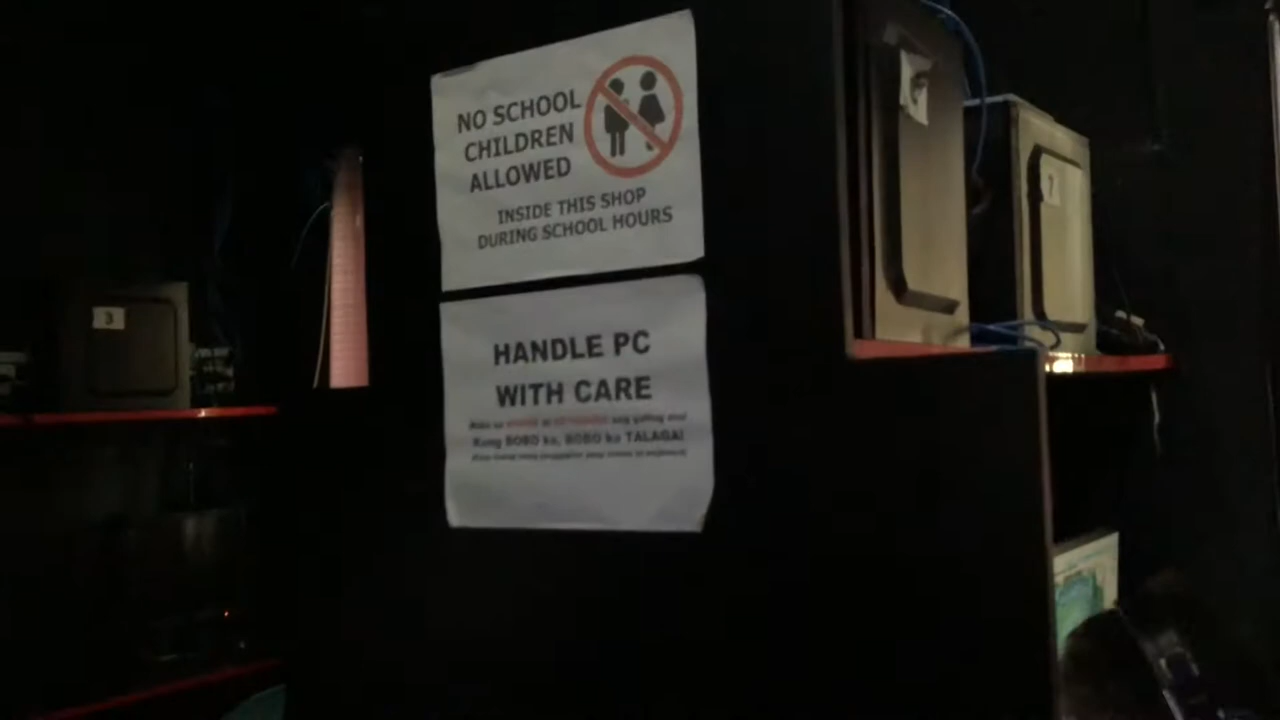 NO SCHOOL
CHILDREN
ALLOWED
INSIDE THIS SHOP
DURING SCHOOL HOURS
HANDLE PC
WITH CARE
Kung BOBO ka, BOBO ka TALAGA!
3
7